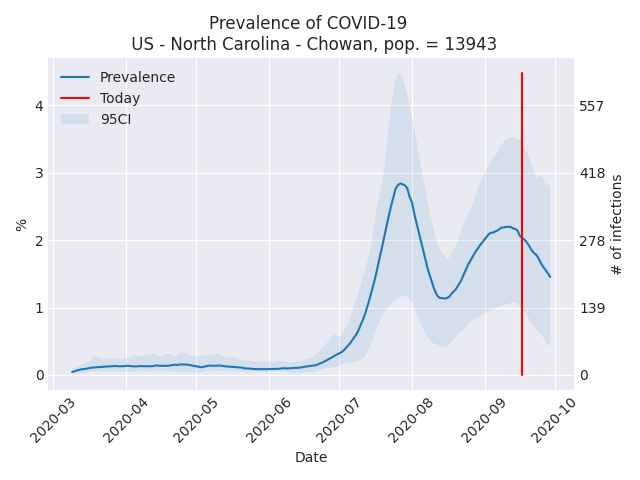 Prevalence of COVID-19
US - North Carolina - Chowan, pop. = 13943
Prevalence
Today
95CI
4
3
2
1
0
%
557
418
278
139
0
# of infections
2020-03
2020-04
2020-05
2020-06
2020-07
2020-08
2020-09
2020-10
Date